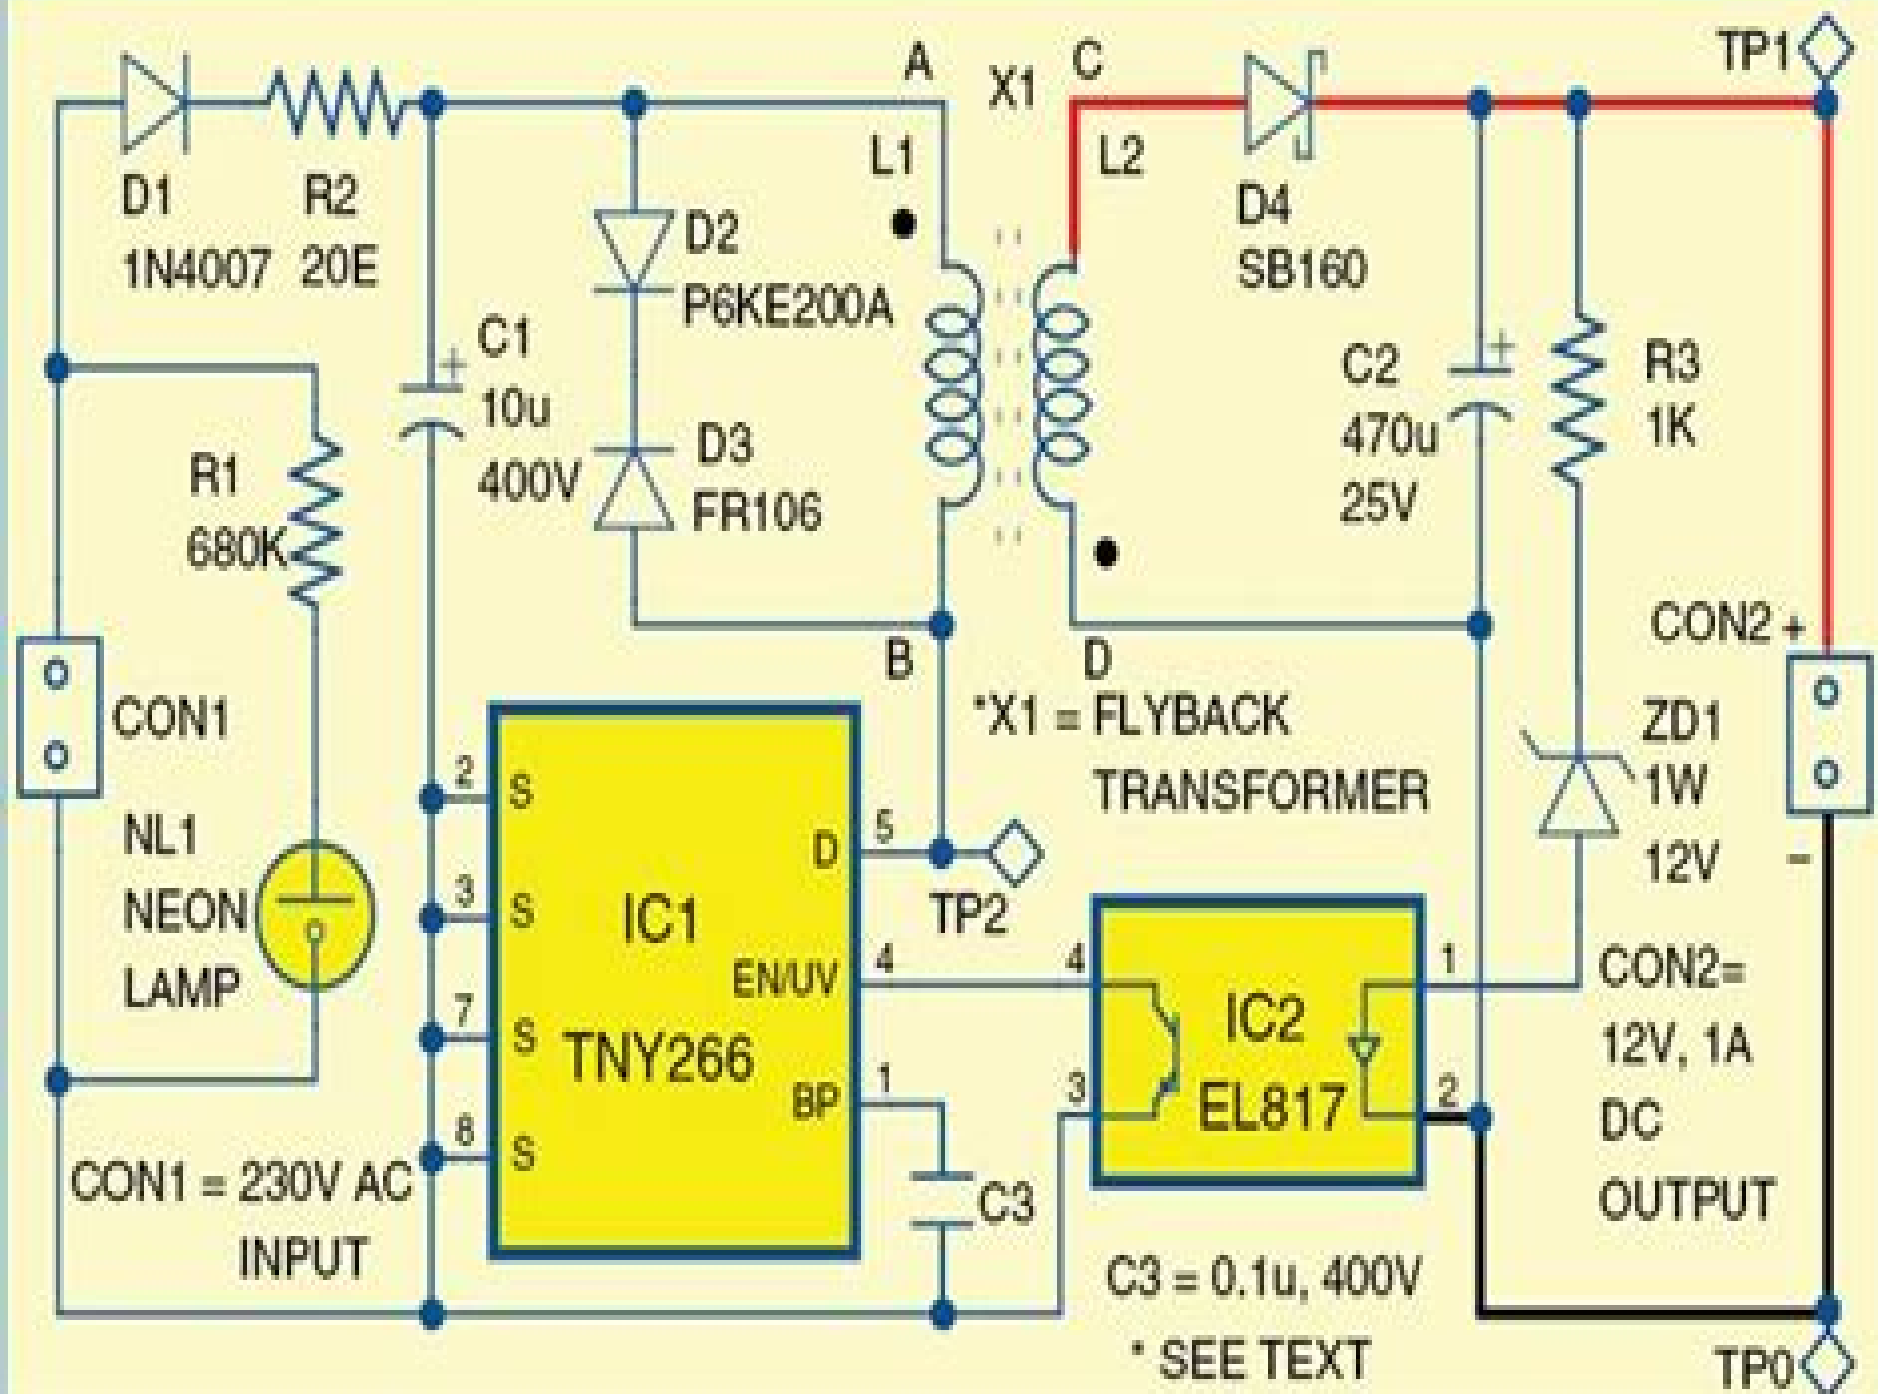 TP1
A
X1
C
L1
L2
D1
1N4007
R2
20E
D2
P6KE200A
D4
SB160
C1
+
10u
400V
D3
FR106
C2
+
470u
25V
R3
1K
R1
680K
CON2 +
B
D
CON1
*X1 = FLYBACK
TRANSFORMER
ZD1
1W
12V
–
NL1
NEON
LAMP
2
S
3
S
7
S
8
S
IC1
TNY266
D
5
TP2
EN/UV
4
BP
1
4
3
IC2
EL817
1
2
CON2=
12V, 1A
DC
OUTPUT
CON1 = 230V AC
INPUT
C3
C3 = 0.1u, 400V
* SEE TEXT
TP0